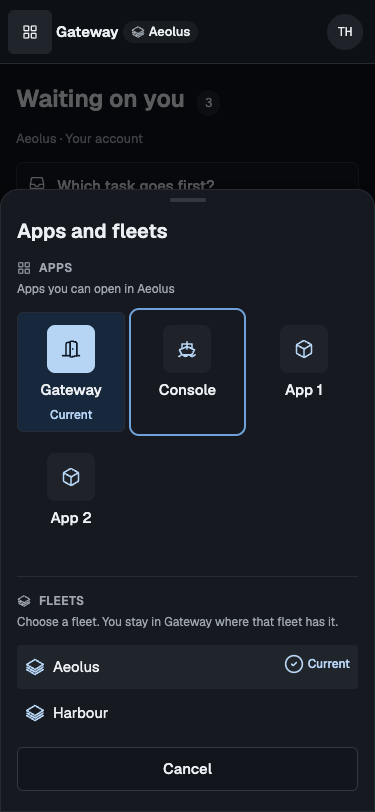 Gateway
Aeolus
TH
Waiting on you 3
Aeolus · Your account
Which task goes first?
Apps and fleets
APPS
Apps you can open in Aeolus
Gateway
Current
Console
App 1
App 2
FLEETS
Choose a fleet. You stay in Gateway where that fleet has it.
Aeolus
Current
Harbour
Cancel